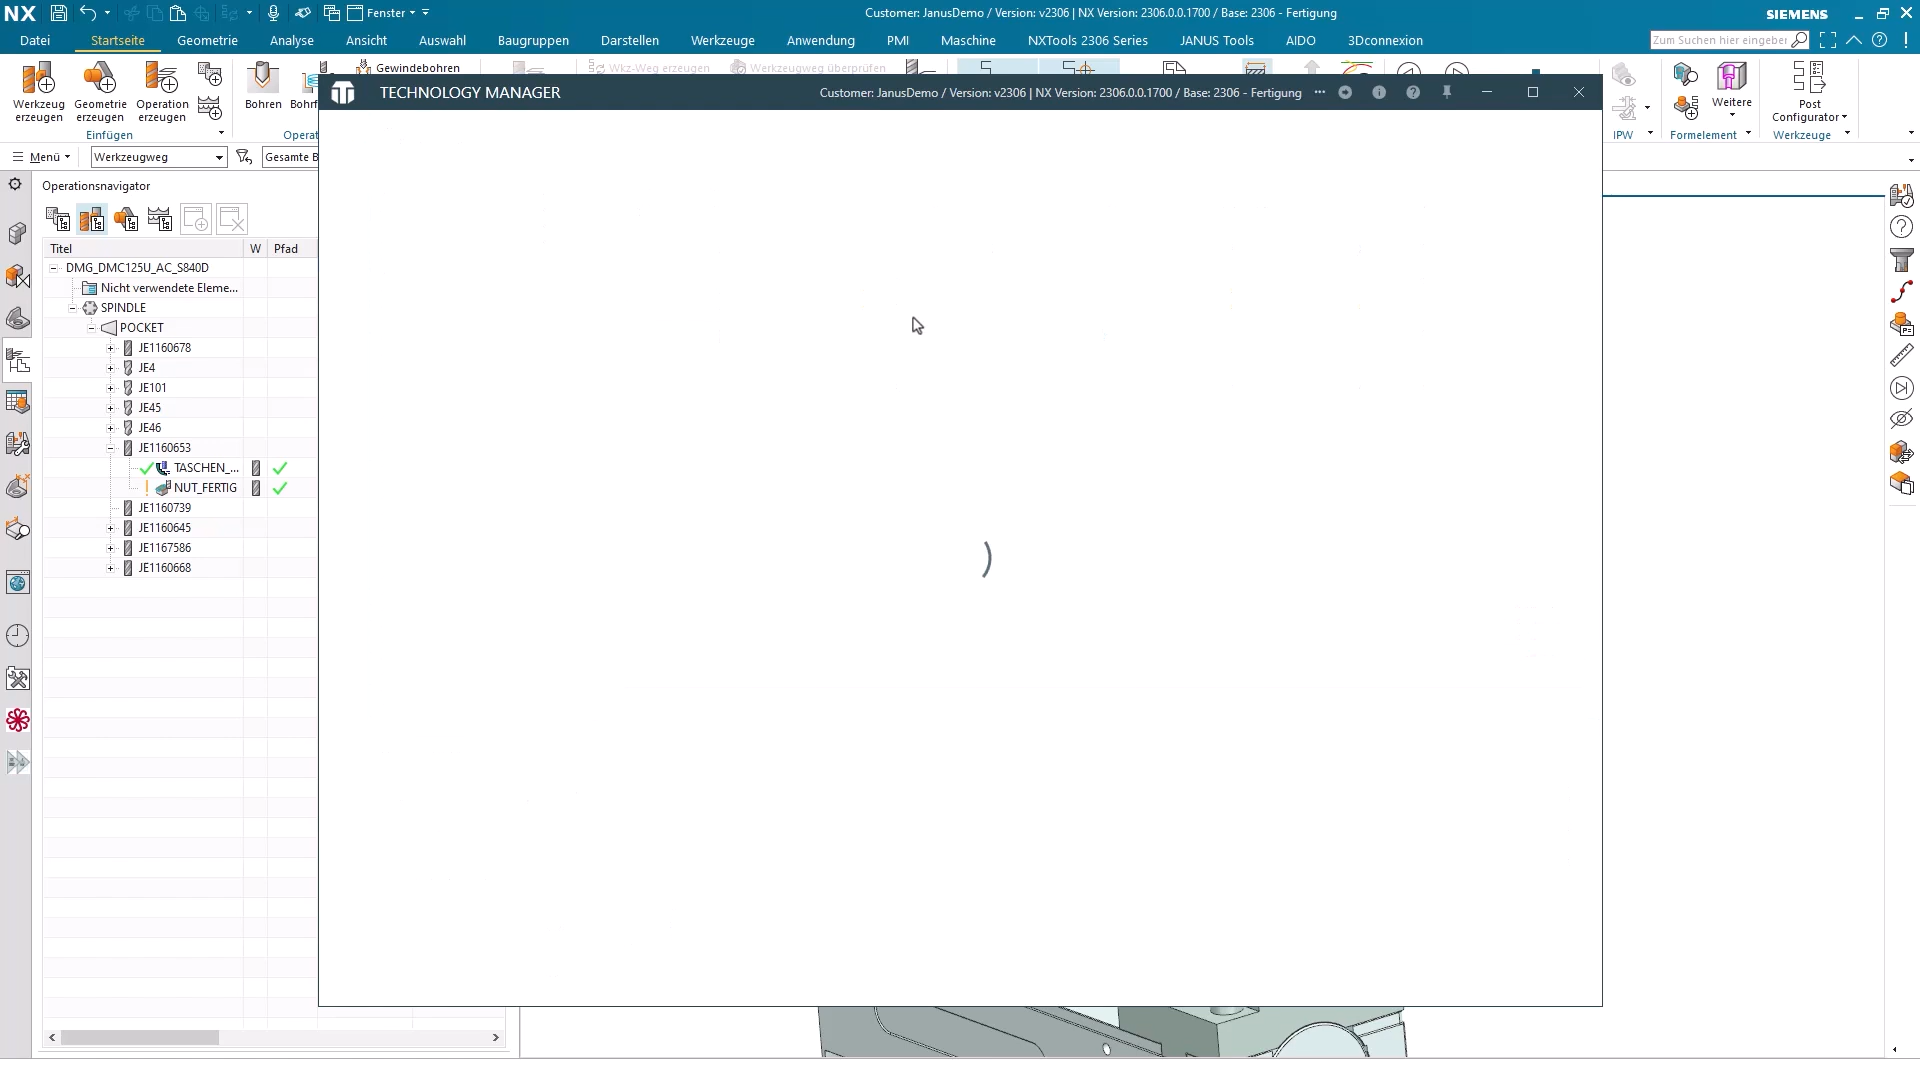 NX
Fenster
Customer: JanusDemo / Version: v2306 | NX Version: 2306.0.0.1700 / Base: 2306 - Fertigung
SIEMENS
Datei
Startseite
Geometrie
Analyse
Ansicht
Auswahl
Baugruppen
Darstellen
Werkzeuge
Anwendung
PMI
Maschine
NXTools 2306 Series
JANUS Tools
AIDO
3Dconnexion
Zum Suchen hier eingeber
Werkzeug erzeugen
Geometrie erzeugen
Operation erzeugen
Einfügen
Bohren
Bohrf
Operat
Gewindebohren
Wkz-Weg erzeugen
Werkzeugweg überprüfen
IPW
Weitere
Formelement
Post Configurator
Werkzeuge
Menü
Werkzeugweg
Gesamte B
TECHNOLOGY MANAGER
Customer: JanusDemo / Version: v2306 | NX Version: 2306.0.0.1700 / Base: 2306 - Fertigung
Operationsnavigator
Titel W Pfad
DMG_DMC125U_AC_S840D
Nicht verwendete Eleme...
SPINDLE
POCKET
JE1160678
JE4
JE101
JE45
JE46
JE1160653
TASCHEN_...
NUT_FERTIG
JE1160739
JE1160645
JE1167586
JE1160668